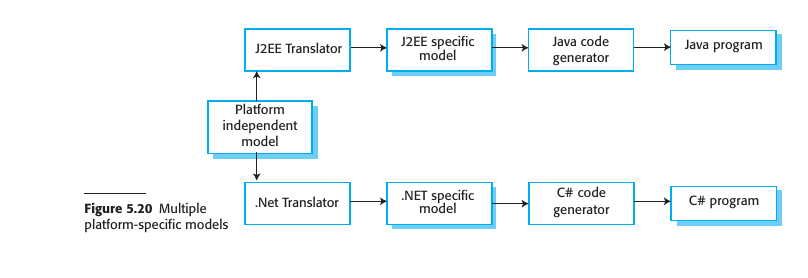 J2EE Translator
J2EE specific
model
Java code
generator
Java program
Platform
independent
model
.Net Translator
.NET specific
model
C# code
generator
C# program
Figure 5.20 Multiple
platform-specific models